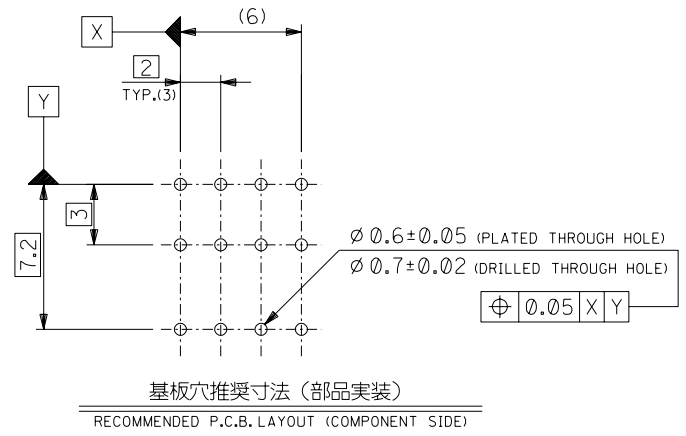 X
(6)
2
TYP.(3)
Y
3
7.2
Ø 0.6±0.05 (PLATED THROUGH HOLE)
Ø 0.7±0.02 (DRILLED THROUGH HOLE)
⌖ 0.05 X Y
基板穴推奨寸法（部品実装）
RECOMMENDED P.C.B. LAYOUT (COMPONENT SIDE)